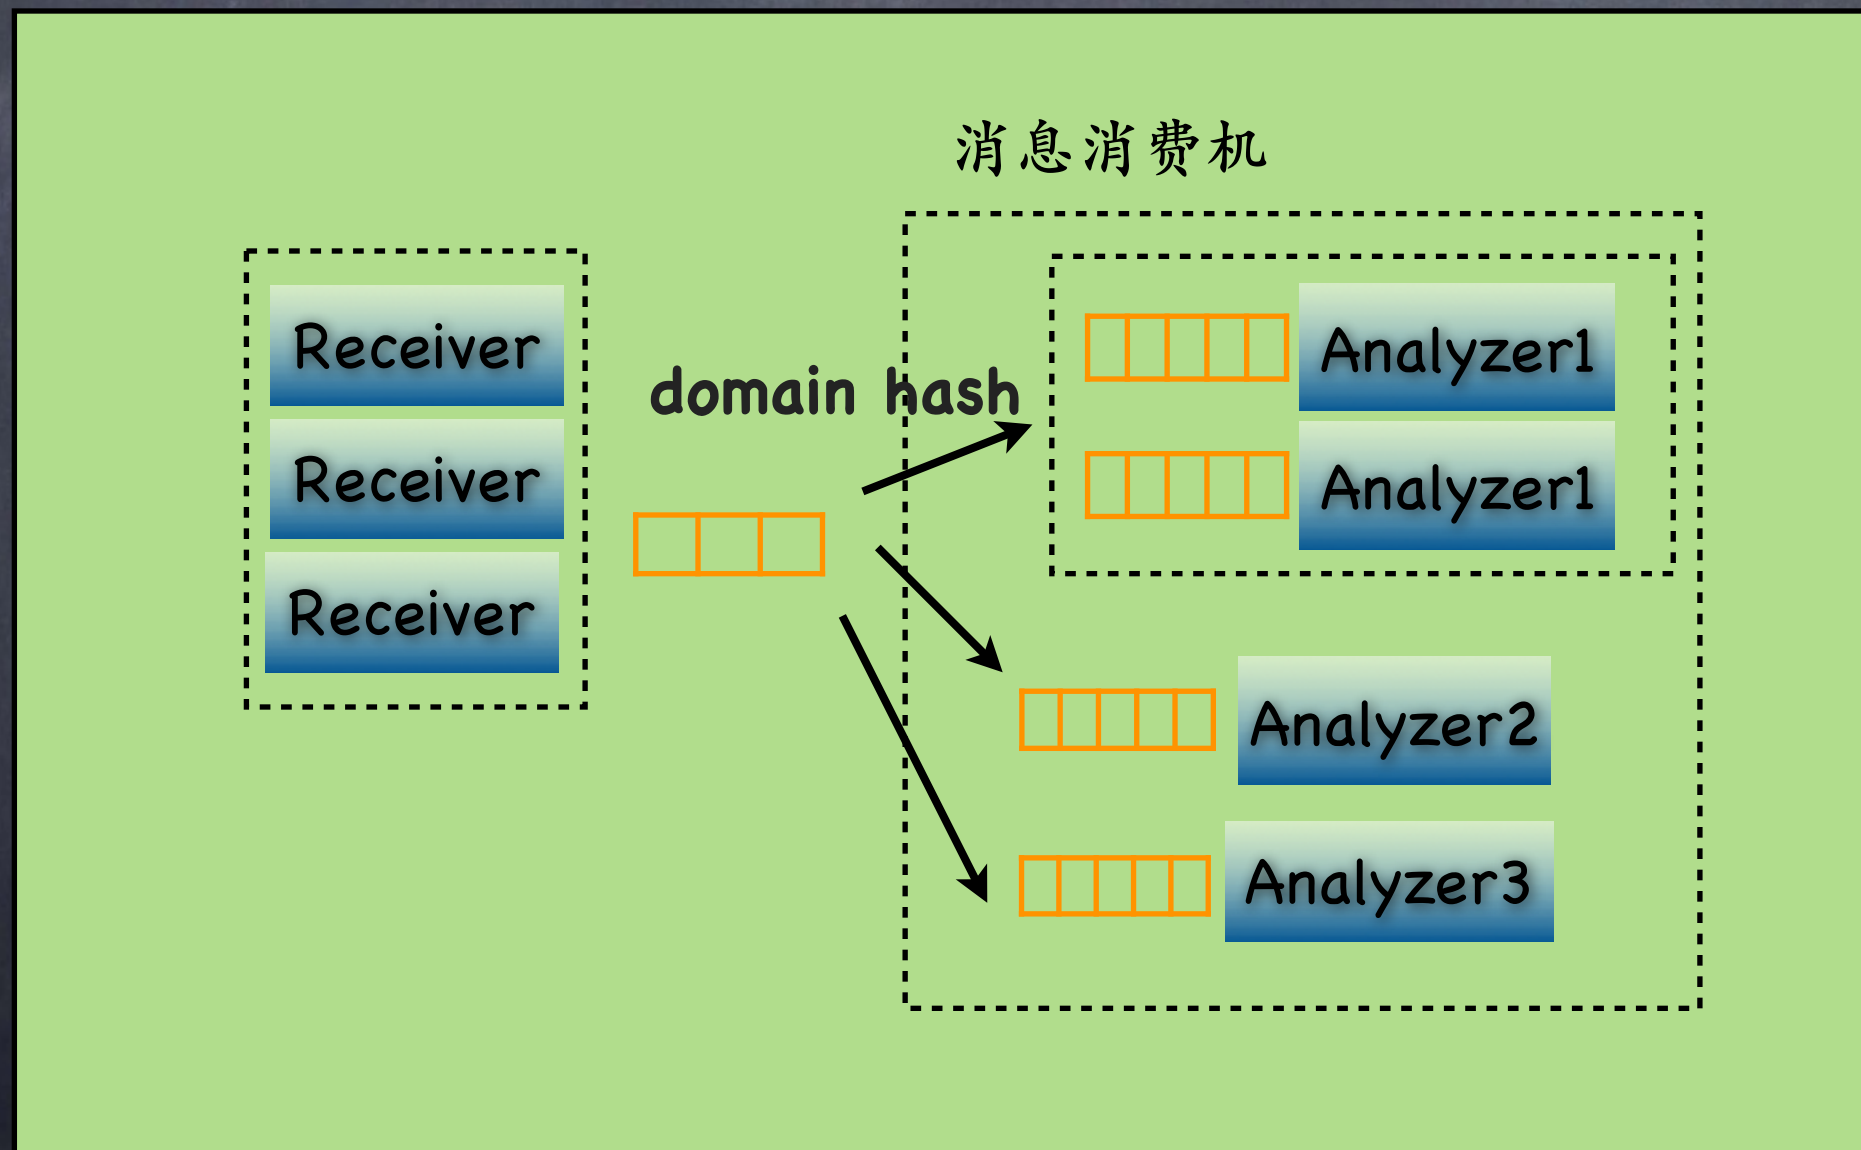 消息消费机
Receiver
Receiver
Receiver
domain hash
Analyzer1
Analyzer1
Analyzer2
Analyzer3